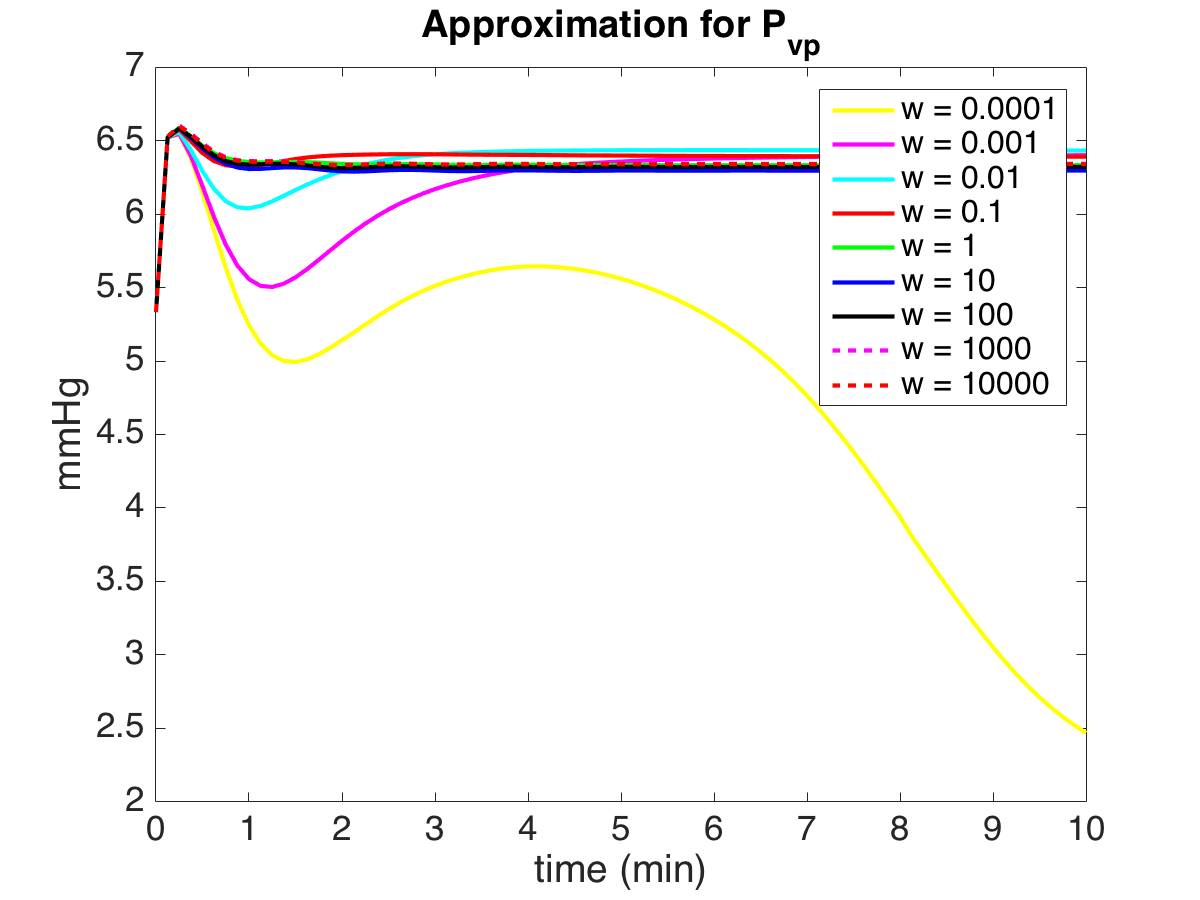 Approximation for P_vp
7
6.5
6
5.5
5
4.5
4
3.5
3
2.5
2
mmHg
w = 0.0001
w = 0.001
w = 0.01
w = 0.1
w = 1
w = 10
w = 100
w = 1000
w = 10000
0 1 2 3 4 5 6 7 8 9 10
time (min)